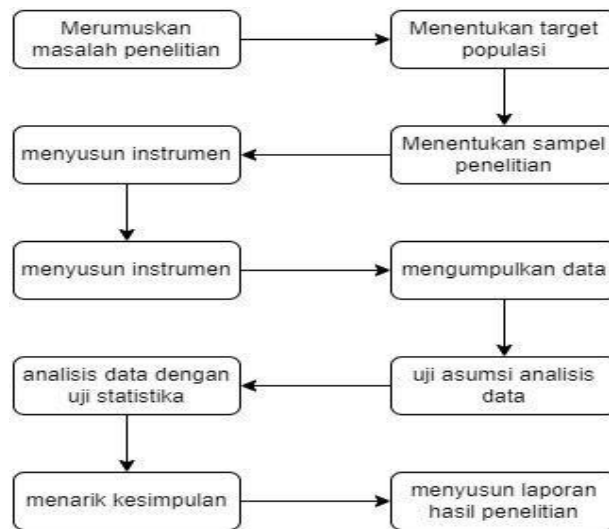 Merumuskan
masalah penelitian
Menentukan target
populasi
Menentukan sampel
penelitian
menyusun instrumen
menyusun instrumen
mengumpulkan data
uji asumsi analisis
data
analisis data dengan
uji statistika
menarik kesimpulan
menyusun laporan
hasil penelitian